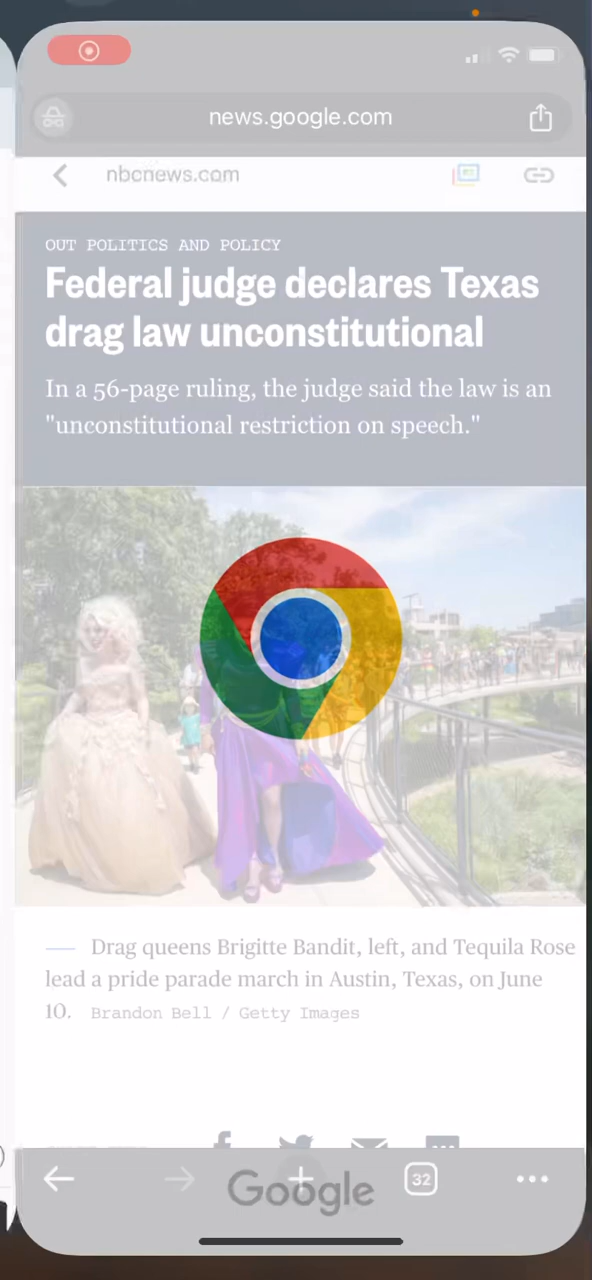 news.google.com
nbcnews.com
OUT POLITICS AND POLICY
Federal judge declares Texas
drag law unconstitutional
In a 56-page ruling, the judge said the law is an
"unconstitutional restriction on speech."
Drag queens Brigitte Bandit, left, and Tequila Rose
lead a pride parade march in Austin, Texas, on June
10. Brandon Bell / Getty Images
32
Google